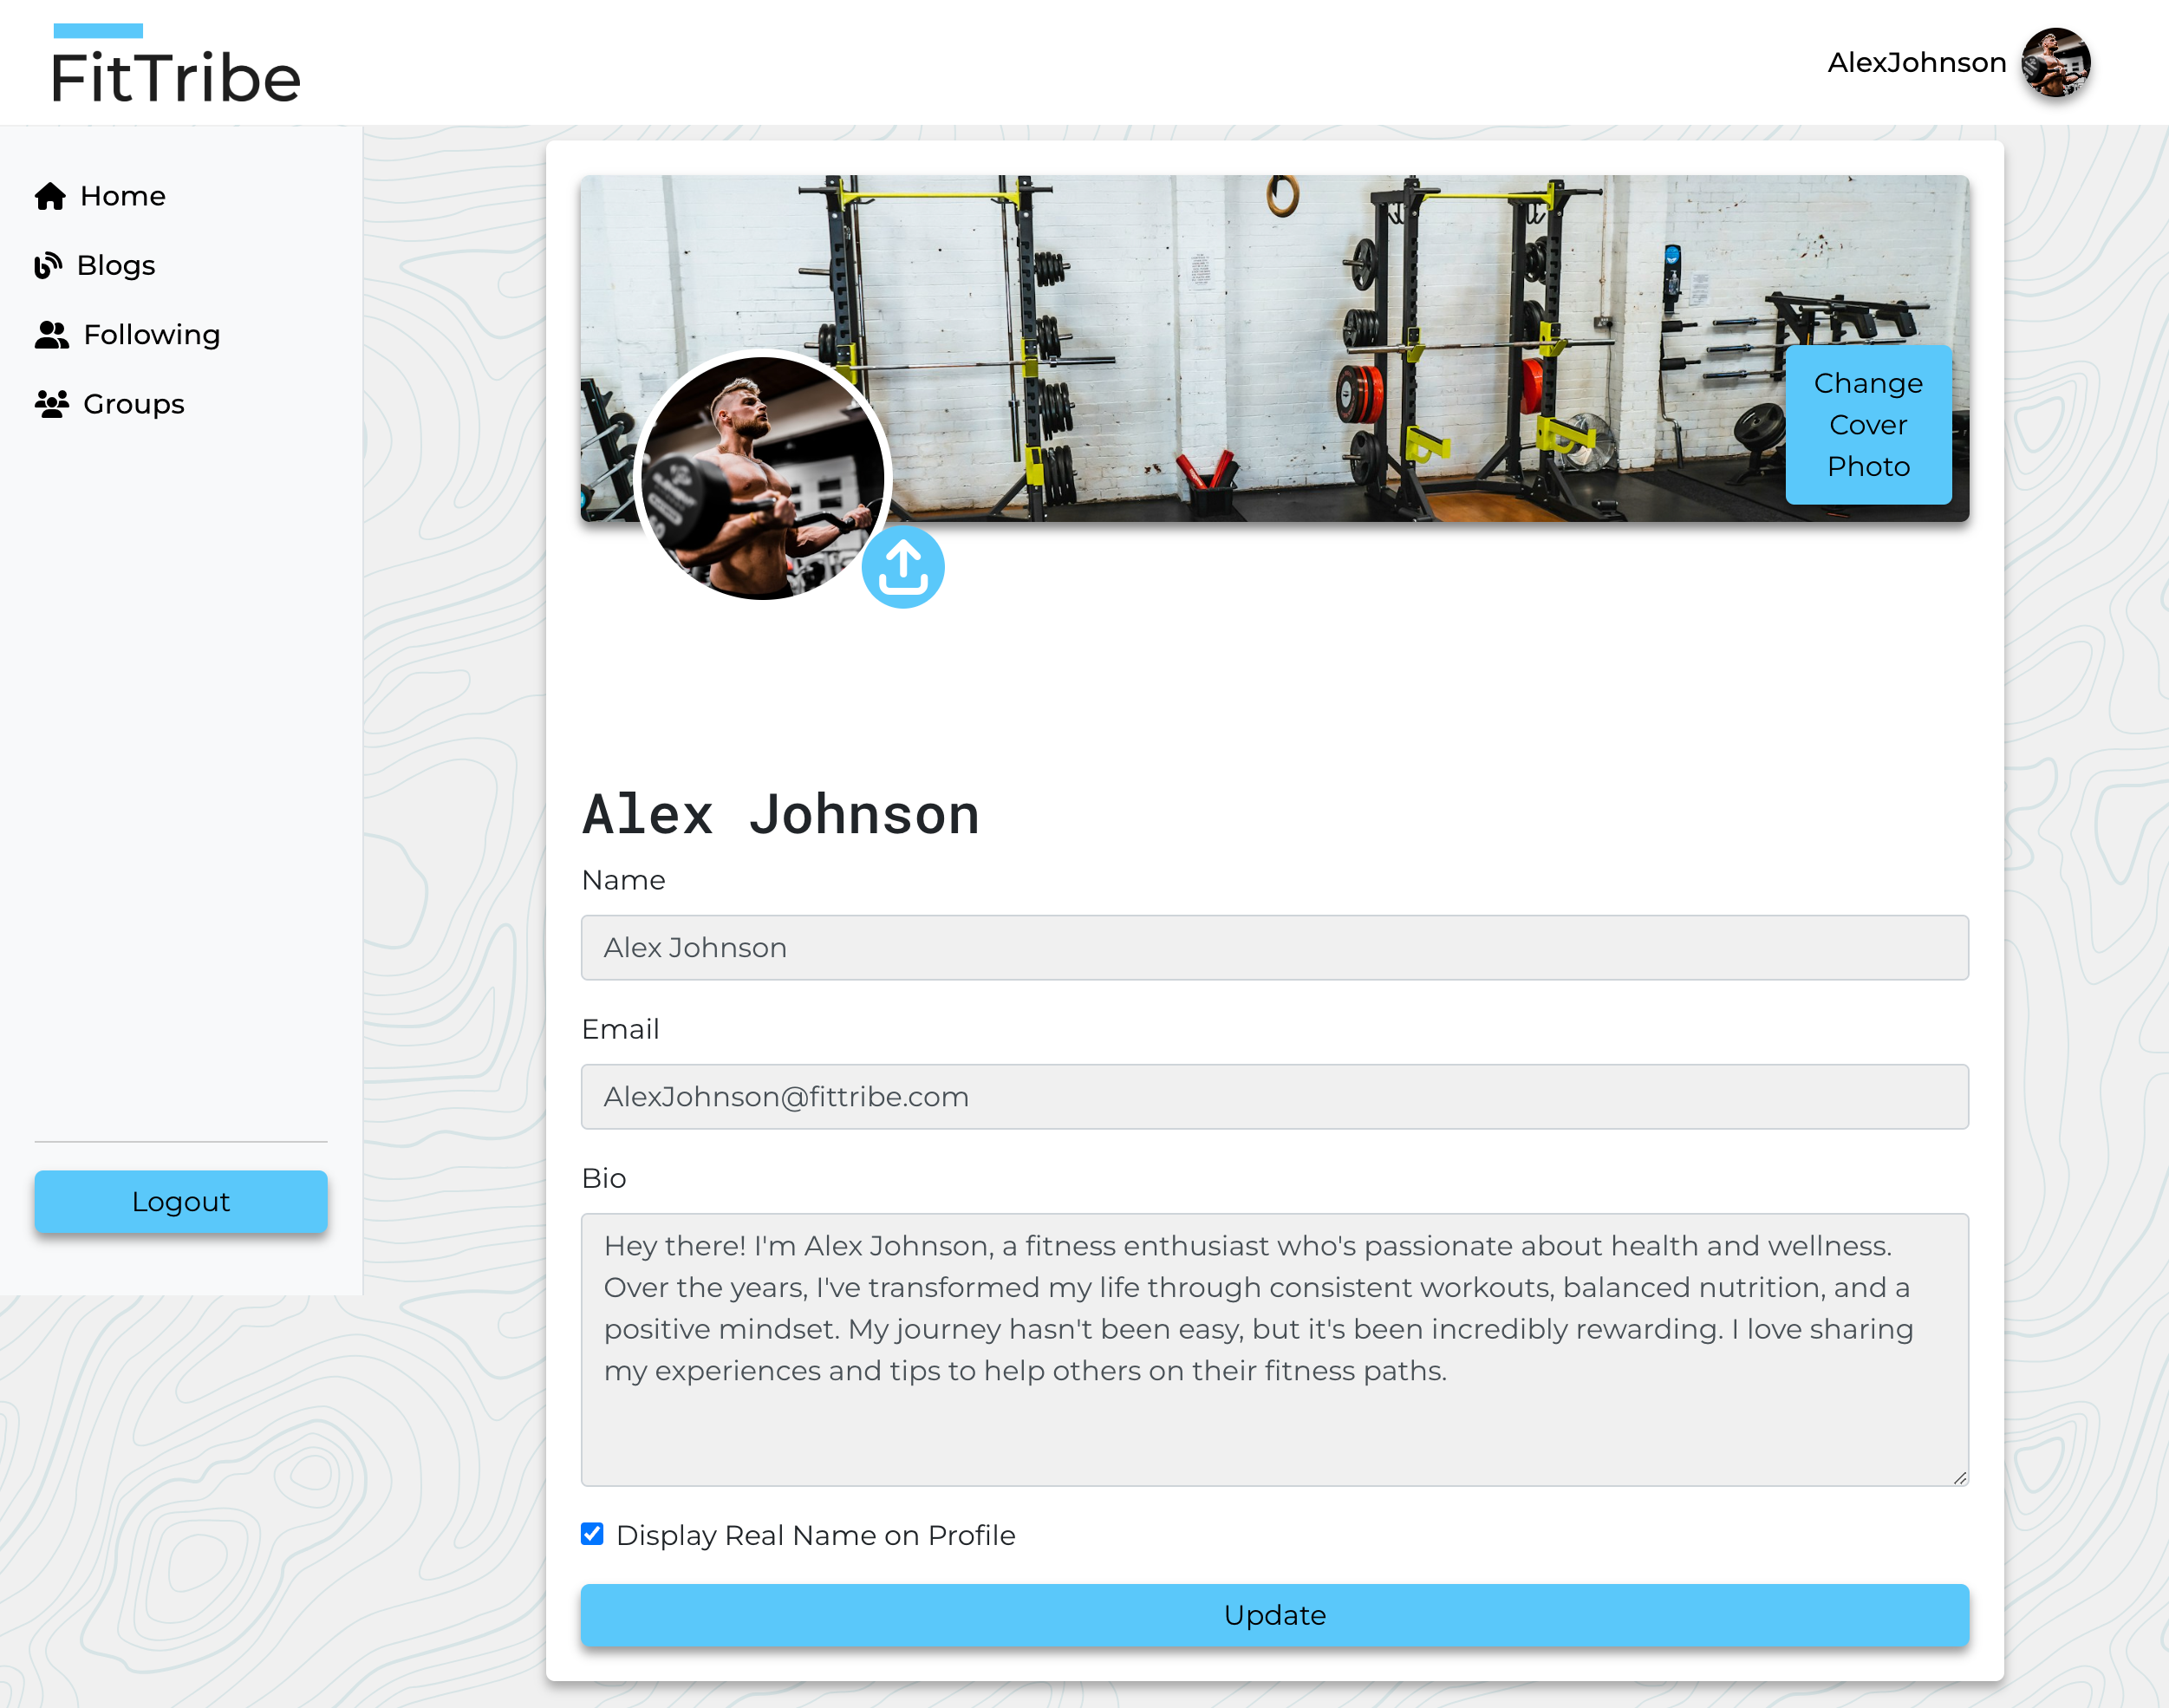 FitTribe
AlexJohnson
Home
Blogs
Following
Groups
Logout
Change
Cover
Photo
Alex Johnson
Name
Alex Johnson
Email
AlexJohnson@fittribe.com
Bio
Hey there! I'm Alex Johnson, a fitness enthusiast who's passionate about health and wellness.
Over the years, I've transformed my life through consistent workouts, balanced nutrition, and a
positive mindset. My journey hasn't been easy, but it's been incredibly rewarding. I love sharing
my experiences and tips to help others on their fitness paths.
Display Real Name on Profile
Update